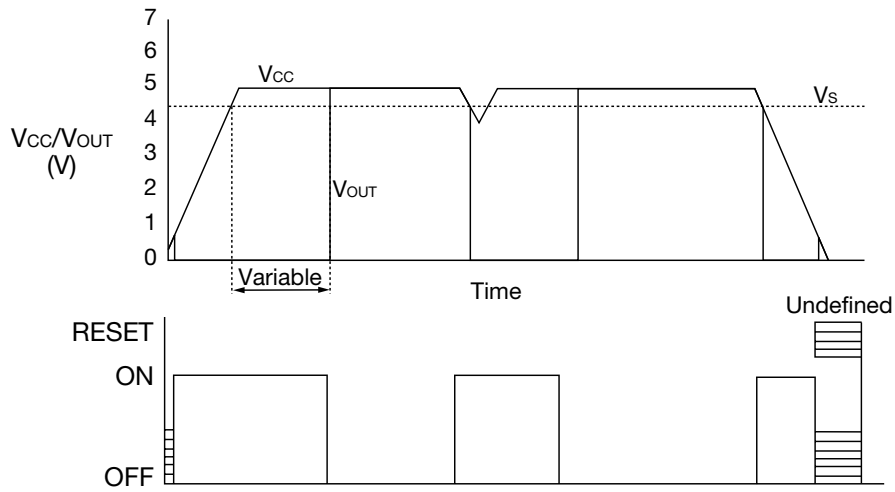 7
6
5
4
3
2
1
0
VCC/VOUT
(V)
VCC
VS
VOUT
Variable
Time
Undefined
RESET
ON
OFF